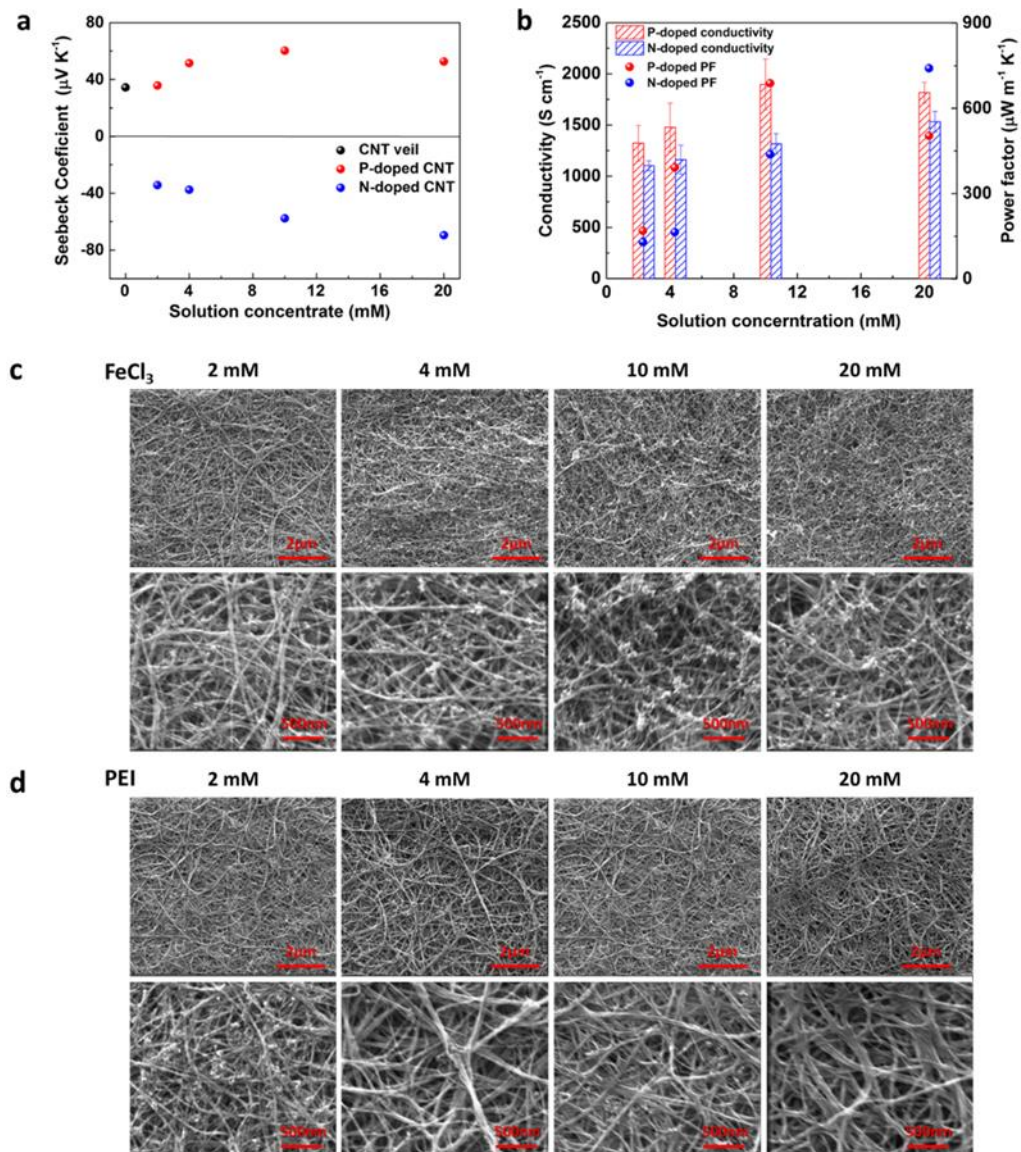 a
80
40
0
-40
-80
Seebeck Coeficient (μV K⁻¹)
CNT veil
P-doped CNT
N-doped CNT
0 4 8 12 16 20
Solution concentrate (mM)
b
2500
2000
1500
1000
500
0
Conductivity (S cm⁻¹)
P-doped conductivity
N-doped conductivity
P-doped PF
N-doped PF
900
600
300
0
Power factor (μW m⁻¹ K⁻¹)
0 4 8 12 16 20
Solution concerntration (mM)
c FeCl₃
2 mM 4 mM 10 mM 20 mM
2μm 2μm 2μm 2μm
500nm 500nm 500nm 500nm
d PEI
2 mM 4 mM 10 mM 20 mM
2μm 2μm 2μm 2μm
500nm 500nm 500nm 500nm